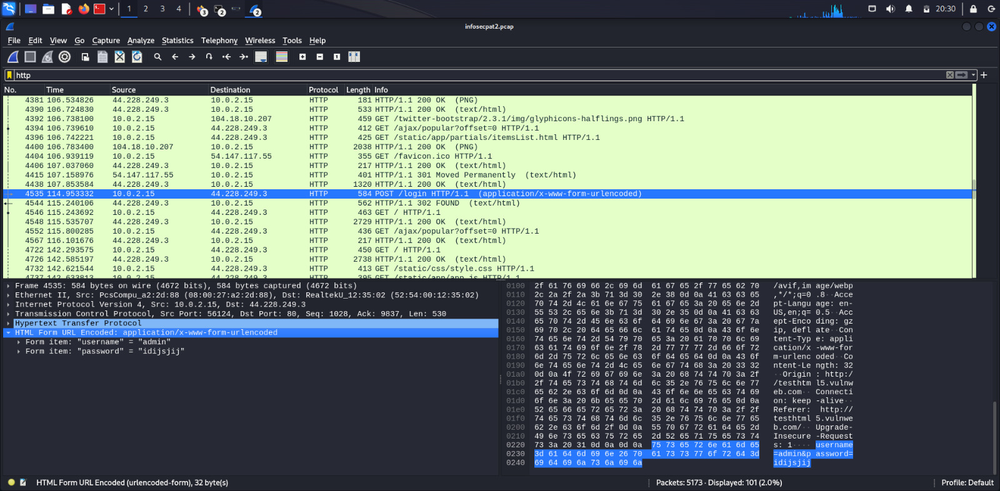 1 2 3 4 3 2 2 20:30
infosecpat2.pcap
File Edit View Go Capture Analyze Statistics Telephony Wireless Tools Help
http
No. Time Source Destination Protocol Length Info
4381 106.534826 44.228.249.3 10.0.2.15 HTTP 181 HTTP/1.1 200 OK (PNG)
4390 106.724830 44.228.249.3 10.0.2.15 HTTP 533 HTTP/1.1 200 OK (text/html)
4392 106.738100 10.0.2.15 104.18.10.207 HTTP 459 GET /twitter-bootstrap/2.3.1/img/glyphicons-halflings.png HTTP/1.1
4394 106.739610 10.0.2.15 44.228.249.3 HTTP 412 GET /ajax/popular?offset=0 HTTP/1.1
4396 106.742221 10.0.2.15 44.228.249.3 HTTP 425 GET /static/app/partials/itemsList.html HTTP/1.1
4400 106.783400 104.18.10.207 10.0.2.15 HTTP 2038 HTTP/1.1 200 OK (PNG)
4404 106.939119 10.0.2.15 54.147.117.55 HTTP 355 GET /favicon.ico HTTP/1.1
4406 107.037060 44.228.249.3 10.0.2.15 HTTP 217 HTTP/1.1 200 OK (text/html)
4415 107.158976 54.147.117.55 10.0.2.15 HTTP 401 HTTP/1.1 301 Moved Permanently (text/html)
4438 107.853584 44.228.249.3 10.0.2.15 HTTP 1320 HTTP/1.1 200 OK (text/html)
4535 114.953332 10.0.2.15 44.228.249.3 HTTP 584 POST /login HTTP/1.1 (application/x-www-form-urlencoded)
4544 115.240106 44.228.249.3 10.0.2.15 HTTP 562 HTTP/1.1 302 FOUND (text/html)
4546 115.243692 10.0.2.15 44.228.249.3 HTTP 463 GET / HTTP/1.1
4548 115.535707 44.228.249.3 10.0.2.15 HTTP 2729 HTTP/1.1 200 OK (text/html)
4552 115.800285 10.0.2.15 44.228.249.3 HTTP 436 GET /ajax/popular?offset=0 HTTP/1.1
4567 116.101676 44.228.249.3 10.0.2.15 HTTP 217 HTTP/1.1 200 OK (text/html)
4722 142.293575 10.0.2.15 44.228.249.3 HTTP 450 GET / HTTP/1.1
4726 142.585197 44.228.249.3 10.0.2.15 HTTP 2738 HTTP/1.1 200 OK (text/html)
4732 142.621544 10.0.2.15 44.228.249.3 HTTP 413 GET /static/css/style.css HTTP/1.1
4737 142.633813 10.0.2.15 44.228.249.3 HTTP 395 GET /static/app/app.js HTTP/1.1
Frame 4535: 584 bytes on wire (4672 bits), 584 bytes captured (4672 bits)
Ethernet II, Src: PcsCompu_a2:2d:88 (08:00:27:a2:2d:88), Dst: RealtekU_12:35:02 (52:54:00:12:35:02)
Internet Protocol Version 4, Src: 10.0.2.15, Dst: 44.228.249.3
Transmission Control Protocol, Src Port: 56124, Dst Port: 80, Seq: 1028, Ack: 9837, Len: 530
Hypertext Transfer Protocol
HTML Form URL Encoded: application/x-www-form-urlencoded
Form item: "username" = "admin"
Form item: "password" = "idijsjij"
0100 2f 61 76 69 66 2c 69 6d 61 67 65 2f 77 65 62 70 /avif,im age/webp
0110 2c 2a 2f 2a 3b 71 3d 30 2e 38 0d 0a 41 63 63 65 ,*/*;q=0 .8··Acce
0120 70 74 2d 4c 61 6e 67 75 61 67 65 3a 20 65 6e 2d pt-Langu age: en-
0130 55 53 2c 65 6e 3b 71 3d 30 2e 35 0d 0a 41 63 63 US,en;q= 0.5··Acc
0140 65 70 74 2d 45 6e 63 6f 64 69 6e 67 3a 20 67 7a ept-Enco ding: gz
0150 69 70 2c 20 64 65 66 6c 61 74 65 0d 0a 43 6f 6e ip, defl ate··Con
0160 74 65 6e 74 2d 54 79 70 65 3a 20 61 70 70 6c 69 tent-Typ e: appli
0170 63 61 74 69 6f 6e 2f 78 2d 77 77 77 2d 66 6f 72 cation/x -www-for
0180 6d 2d 75 72 6c 65 6e 63 6f 64 65 64 0d 0a 43 6f m-urlenc oded··Co
0190 6e 74 65 6e 74 2d 4c 65 6e 67 74 68 3a 20 33 32 ntent-Le ngth: 32
01a0 0d 0a 4f 72 69 67 69 6e 3a 20 68 74 74 70 3a 2f ··Origin : http:/
01b0 2f 74 65 73 74 68 74 6d 6c 35 2e 76 75 6c 6e 77 /testhtm l5.vulnw
01c0 65 62 2e 63 6f 6d 0d 0a 43 6f 6e 6e 65 63 74 69 eb.com·· Connecti
01d0 6f 6e 3a 20 6b 65 65 70 2d 61 6c 69 76 65 0d 0a on: keep -alive··
01e0 52 65 66 65 72 65 72 3a 20 68 74 74 70 3a 2f 2f Referer: http://
01f0 74 65 73 74 68 74 6d 6c 35 2e 76 75 6c 6e 77 65 testhtml 5.vulnwe
0200 62 2e 63 6f 6d 2f 0d 0a 55 70 67 72 61 64 65 2d b.com/·· Upgrade-
0210 49 6e 73 65 63 75 72 65 2d 52 65 71 75 65 73 74 Insecure -Request
0220 73 3a 20 31 0d 0a 0d 0a 75 73 65 72 6e 61 6d 65 s: 1···· username
0230 3d 61 64 6d 69 6e 26 70 61 73 73 77 6f 72 64 3d =admin&p assword=
0240 69 64 69 6a 73 6a 69 6a idijsjij
HTML Form URL Encoded (urlencoded-form), 32 byte(s) Packets: 5173 · Displayed: 101 (2.0%) Profile: Default